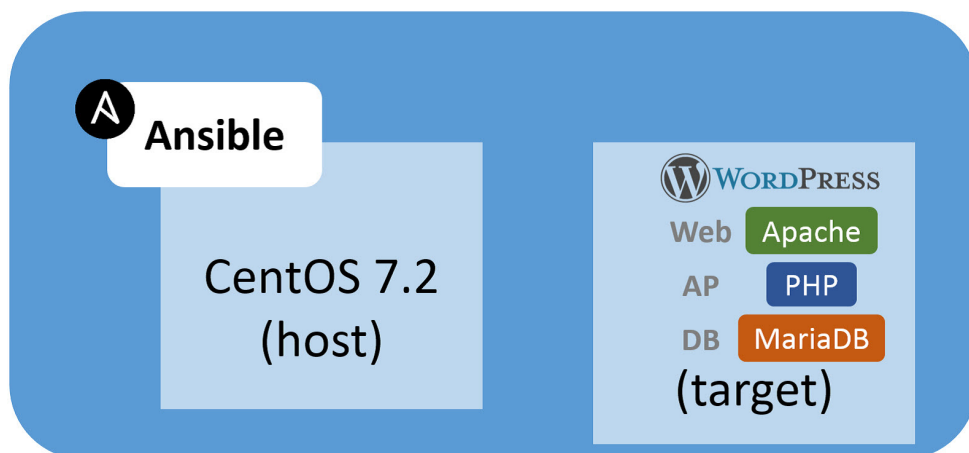 Ansible
CentOS 7.2
(host)
WORDPRESS
Web Apache
AP PHP
DB MariaDB
(target)